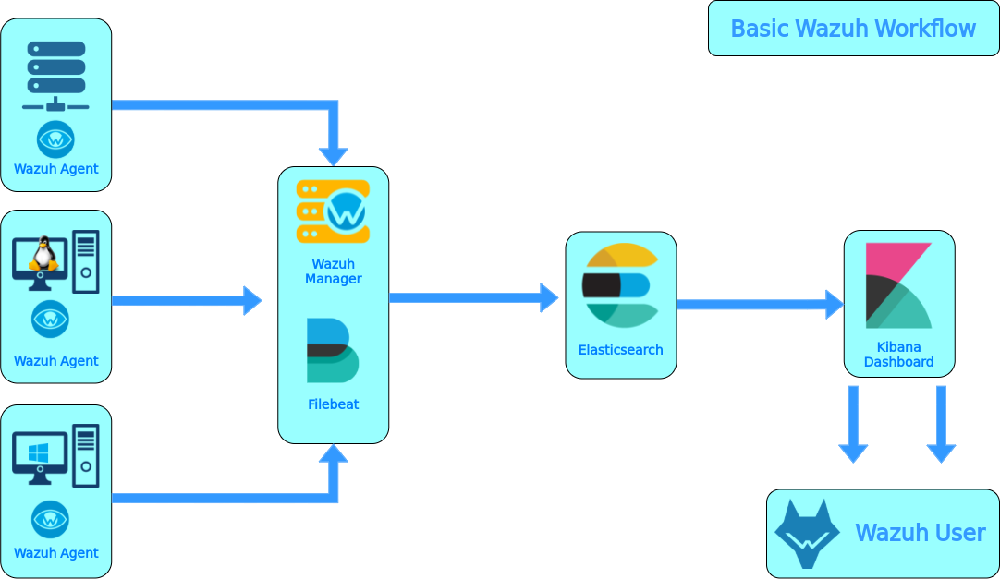 Basic Wazuh Workflow
Wazuh Agent
Wazuh Agent
Wazuh Agent
Wazuh
Manager
Filebeat
Elasticsearch
Kibana
Dashboard
Wazuh User